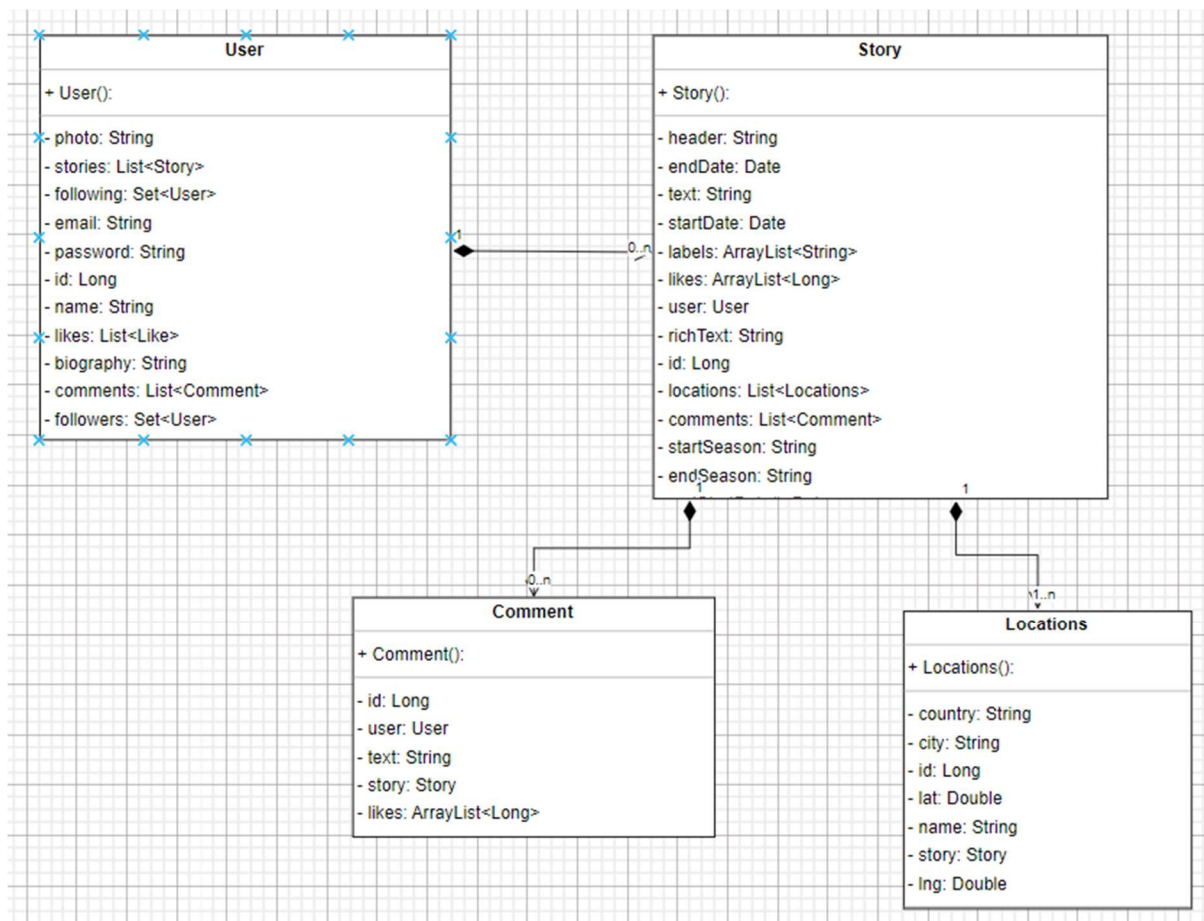 User
+ User():
- photo: String
- stories: List<Story>
- following: Set<User>
- email: String
- password: String
- id: Long
- name: String
- likes: List<Like>
- biography: String
- comments: List<Comment>
- followers: Set<User>
1
0..n
Story
+ Story():
- header: String
- endDate: Date
- text: String
- startDate: Date
- labels: ArrayList<String>
- likes: ArrayList<Long>
- user: User
- richText: String
- id: Long
- locations: List<Locations>
- comments: List<Comment>
- startSeason: String
- endSeason: String
1
1
0..n
1..n
Comment
+ Comment():
- id: Long
- user: User
- text: String
- story: Story
- likes: ArrayList<Long>
Locations
+ Locations():
- country: String
- city: String
- id: Long
- lat: Double
- name: String
- story: Story
- lng: Double